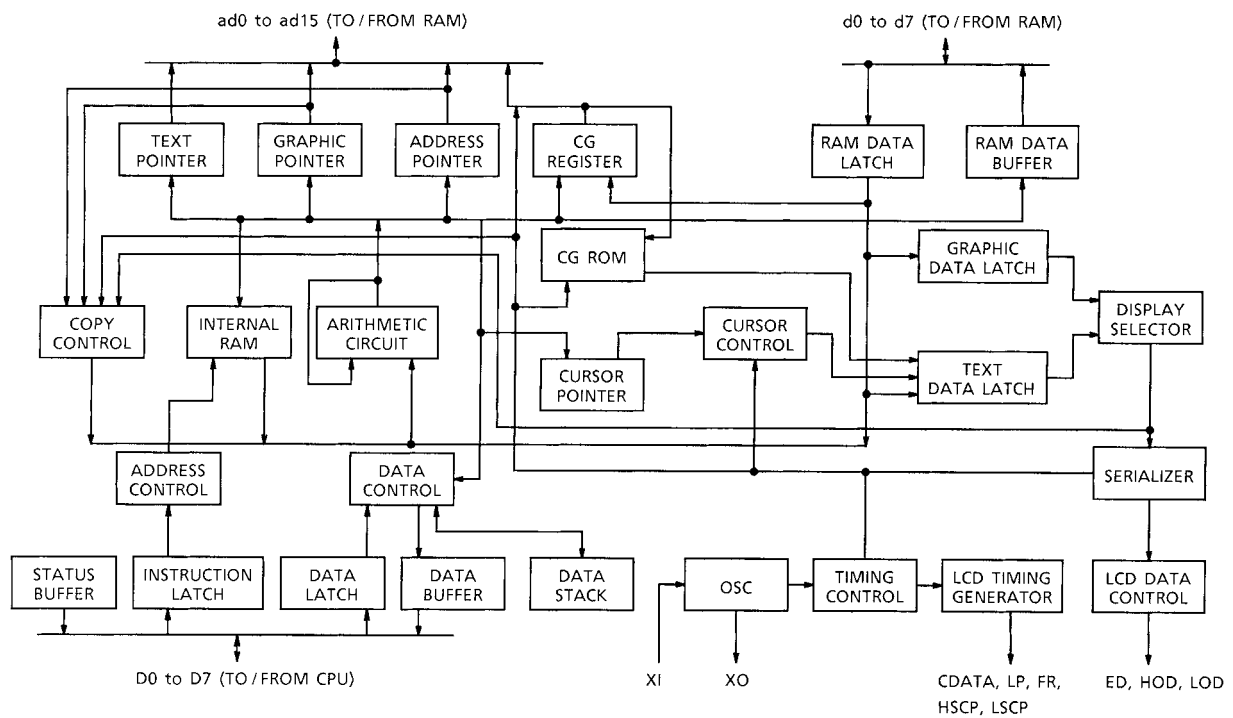 ad0 to ad15 (TO/FROM RAM)
d0 to d7 (TO/FROM RAM)
TEXT
POINTER
GRAPHIC
POINTER
ADDRESS
POINTER
CG
REGISTER
RAM DATA
LATCH
RAM DATA
BUFFER
CG ROM
GRAPHIC
DATA LATCH
COPY
CONTROL
INTERNAL
RAM
ARITHMETIC
CIRCUIT
CURSOR
CONTROL
DISPLAY
SELECTOR
CURSOR
POINTER
TEXT
DATA LATCH
ADDRESS
CONTROL
DATA
CONTROL
SERIALIZER
STATUS
BUFFER
INSTRUCTION
LATCH
DATA
LATCH
DATA
BUFFER
DATA
STACK
OSC
TIMING
CONTROL
LCD TIMING
GENERATOR
LCD DATA
CONTROL
D0 to D7 (TO/FROM CPU)
XI
XO
CDATA, LP, FR,
HSCP, LSCP
ED, HOD, LOD